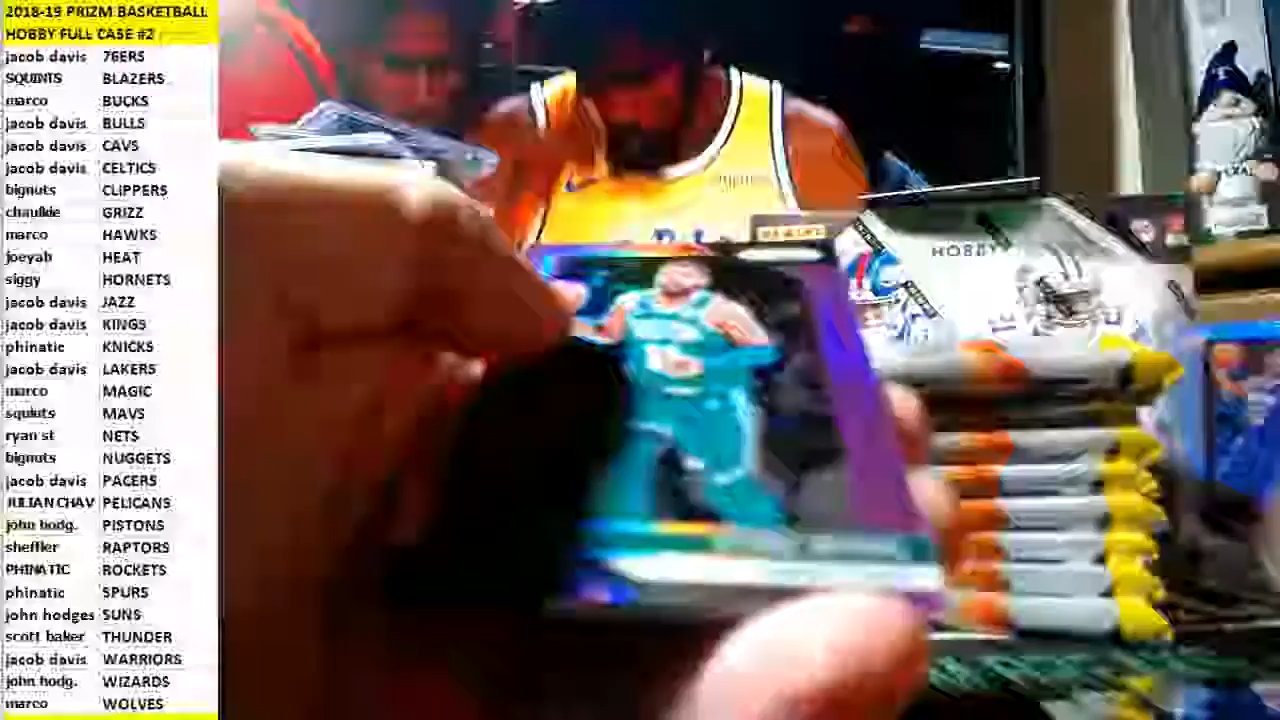 2018-19 PRIZM BASKETBALL
HOBBY FULL CASE #2
jacob davis 76ERS
SQUINTS BLAZERS
marco BUCKS
jacob davis BULLS
jacob davis CAVS
jacob davis CELTICS
bignuts CLIPPERS
chaulkie GRIZZ
marco HAWKS
joeyah HEAT
siggy HORNETS
jacob davis JAZZ
jacob davis KINGS
phinatic KNICKS
jacob davis LAKERS
marco MAGIC
squints MAVS
ryan st NETS
bignuts NUGGETS
jacob davis PACERS
JULIAN CHAV PELICANS
john hodg. PISTONS
sheffler RAPTORS
PHINATIC ROCKETS
phinatic SPURS
john hodges SUNS
scott baker THUNDER
jacob davis WARRIORS
john hodg. WIZARDS
marco WOLVES
HOBBY